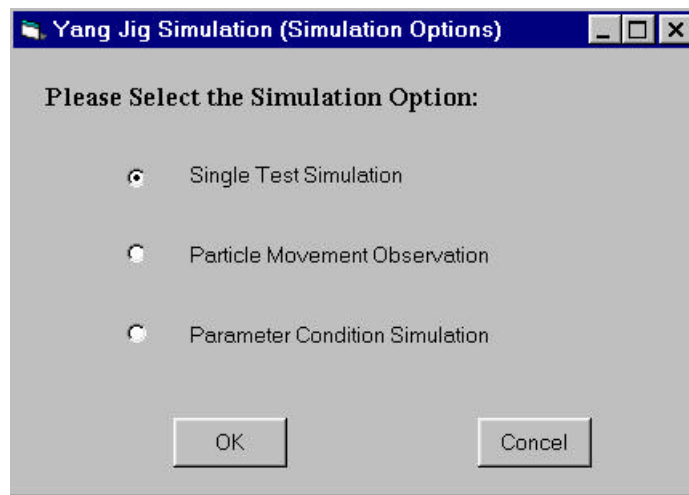 Yang Jig Simulation (Simulation Options)
Please Select the Simulation Option:
Single Test Simulation
Particle Movement Observation
Parameter Condition Simulation
OK Concel